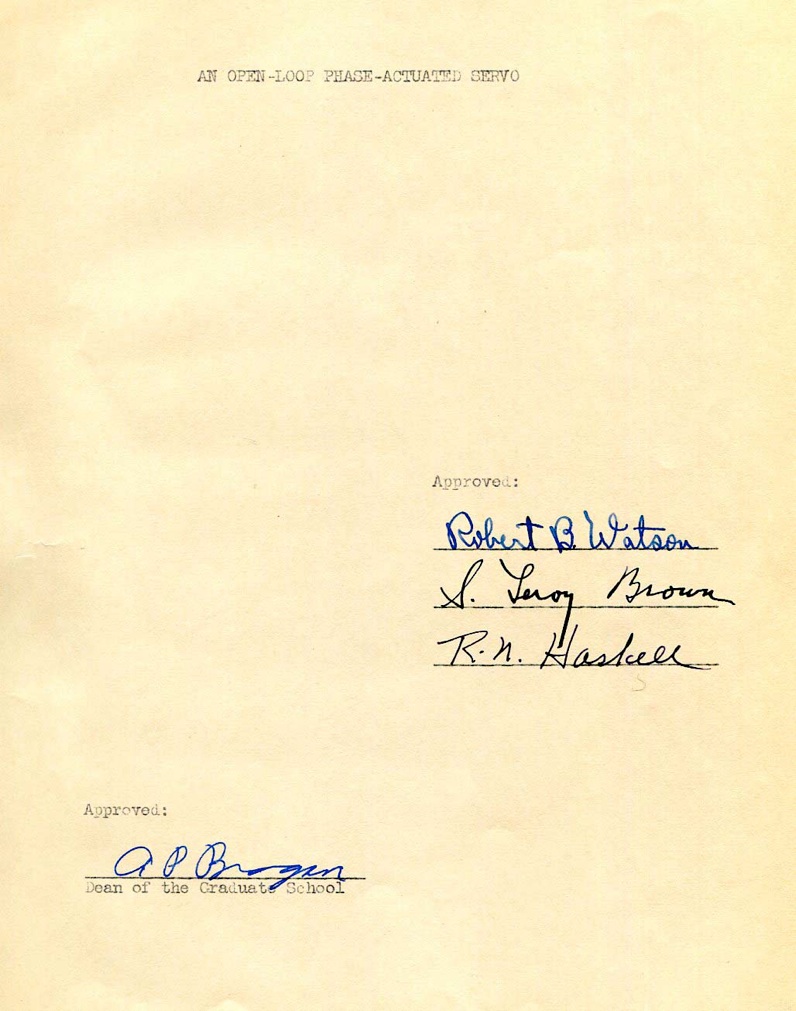 AN OPEN-LOOP PHASE-ACTUATED SERVO
Approved:
Robert B. Watson
S. Leroy Brown
R. N. Haskell
Approved:
A P Brogan
Dean of the Graduate School